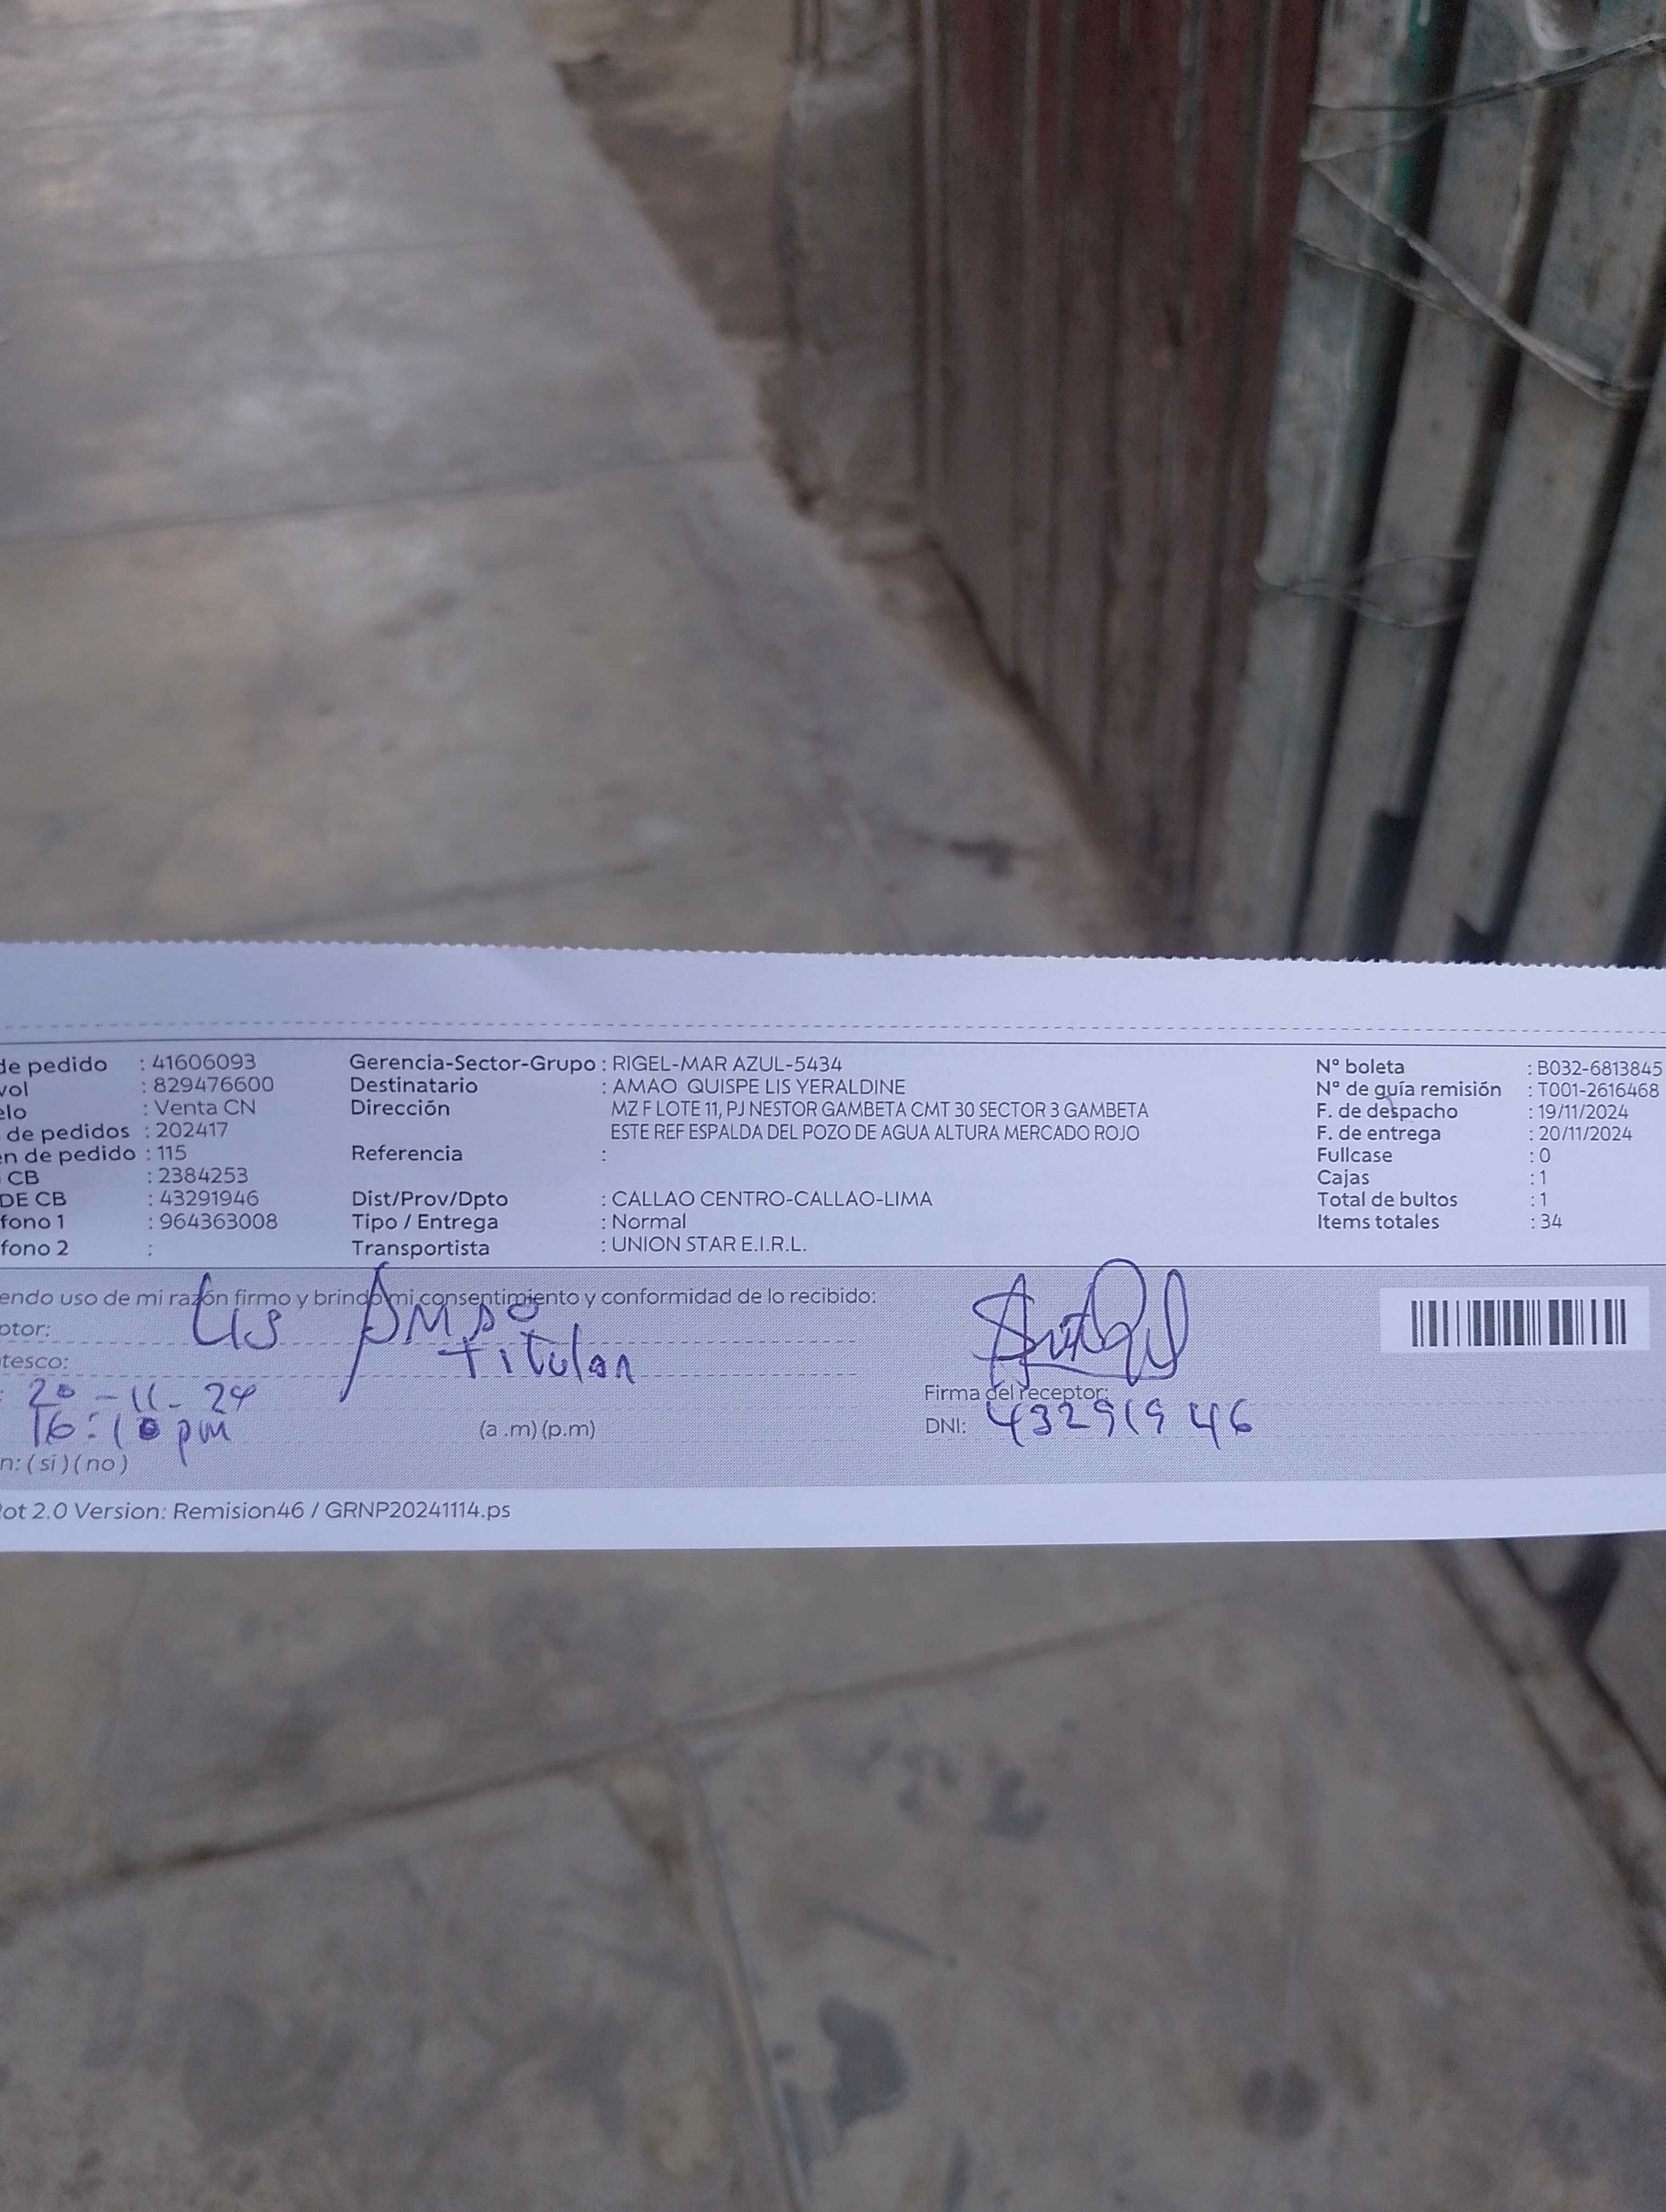 de pedido : 41606093 Gerencia-Sector-Grupo : RIGEL-MAR AZUL-5434 Nº boleta : B032-6813845
vol : 829476600 Destinatario : AMAO QUISPE LIS YERALDINE Nº de guía remisión : T001-2616468
elo : Venta CN Dirección MZ F LOTE 11, PJ NESTOR GAMBETA CMT 30 SECTOR 3 GAMBETA F. de despacho : 19/11/2024
de pedidos : 202417 ESTE REF ESPALDA DEL POZO DE AGUA ALTURA MERCADO ROJO F. de entrega : 20/11/2024
en de pedido : 115 Referencia : Fullcase : 0
CB : 2384253 Cajas : 1
DE CB : 43291946 Dist/Prov/Dpto : CALLAO CENTRO-CALLAO-LIMA Total de bultos : 1
fono 1 : 964363008 Tipo / Entrega : Normal Items totales : 34
fono 2 : Transportista : UNION STAR E.I.R.L.
endo uso de mi razón firmo y brindo mi consentimiento y conformidad de lo recibido:
ptor: Lis Amao
tesco: Titular
: 20-11-24 Firma del receptor:
16:10 pm (a.m) (p.m) DNI: 43291946
n: (si) (no)
ot 2.0 Version: Remision46 / GRNP20241114.ps